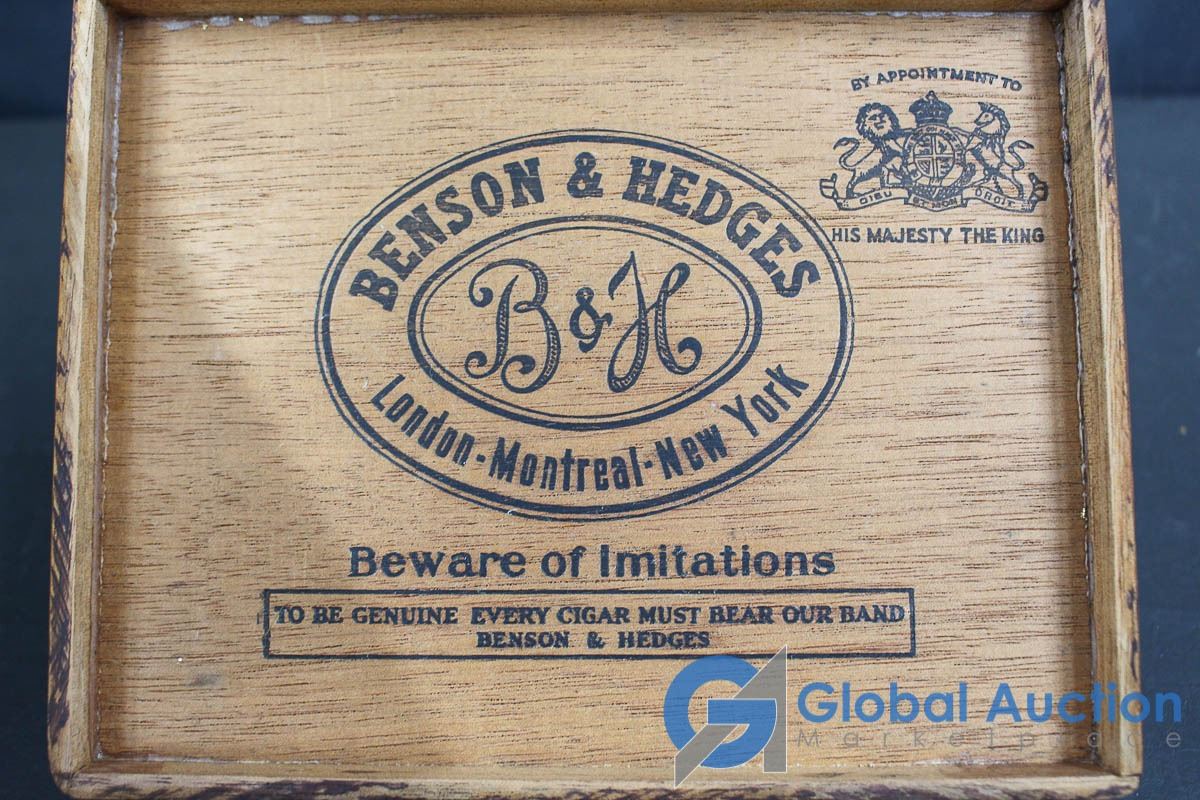 BY APPOINTMENT TO
DIEU ET MON DROIT
HIS MAJESTY THE KING
BENSON & HEDGES
B & H
London-Montreal-New York
Beware of Imitations
TO BE GENUINE EVERY CIGAR MUST BEAR OUR BAND
BENSON & HEDGES
Global Auction
Marketplace